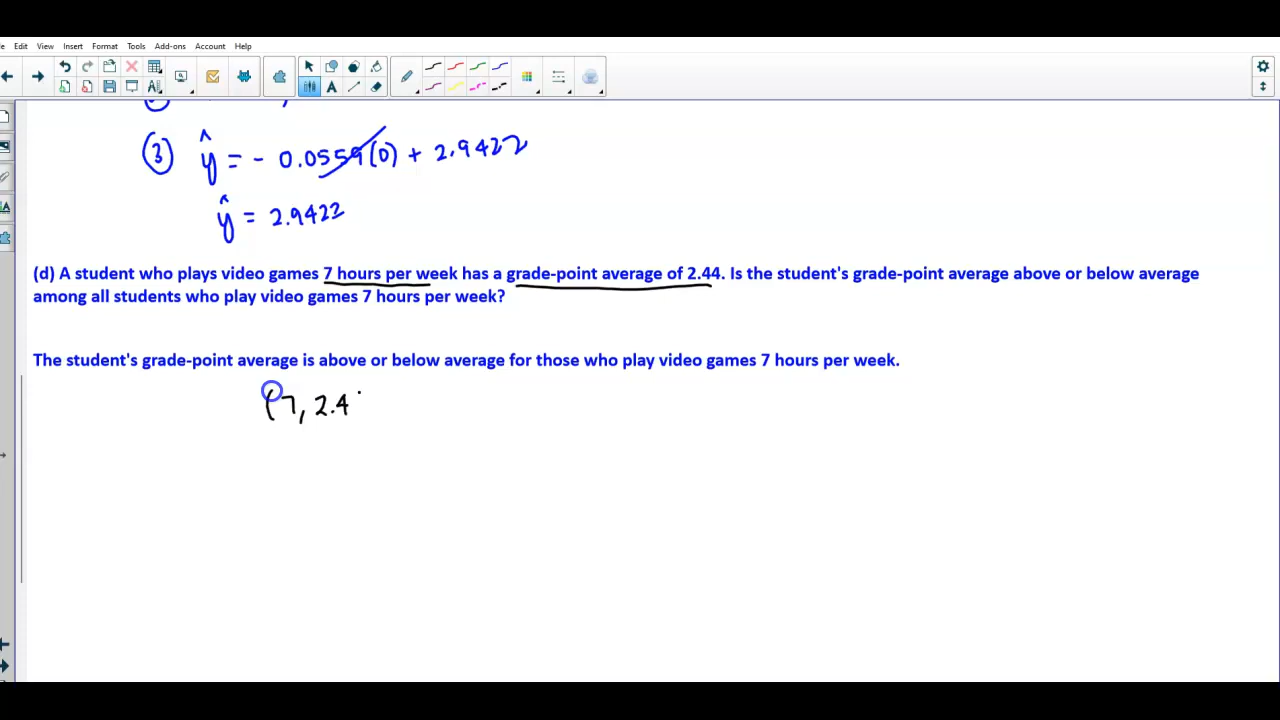 Edit View Insert Format Tools Add-ons Account Help
③ ŷ = - 0.0559(0) + 2.9422
ŷ = 2.9422
(d) A student who plays video games 7 hours per week has a grade-point average of 2.44. Is the student's grade-point average above or below average
among all students who play video games 7 hours per week?
The student's grade-point average is above or below average for those who play video games 7 hours per week.
(7, 2.4